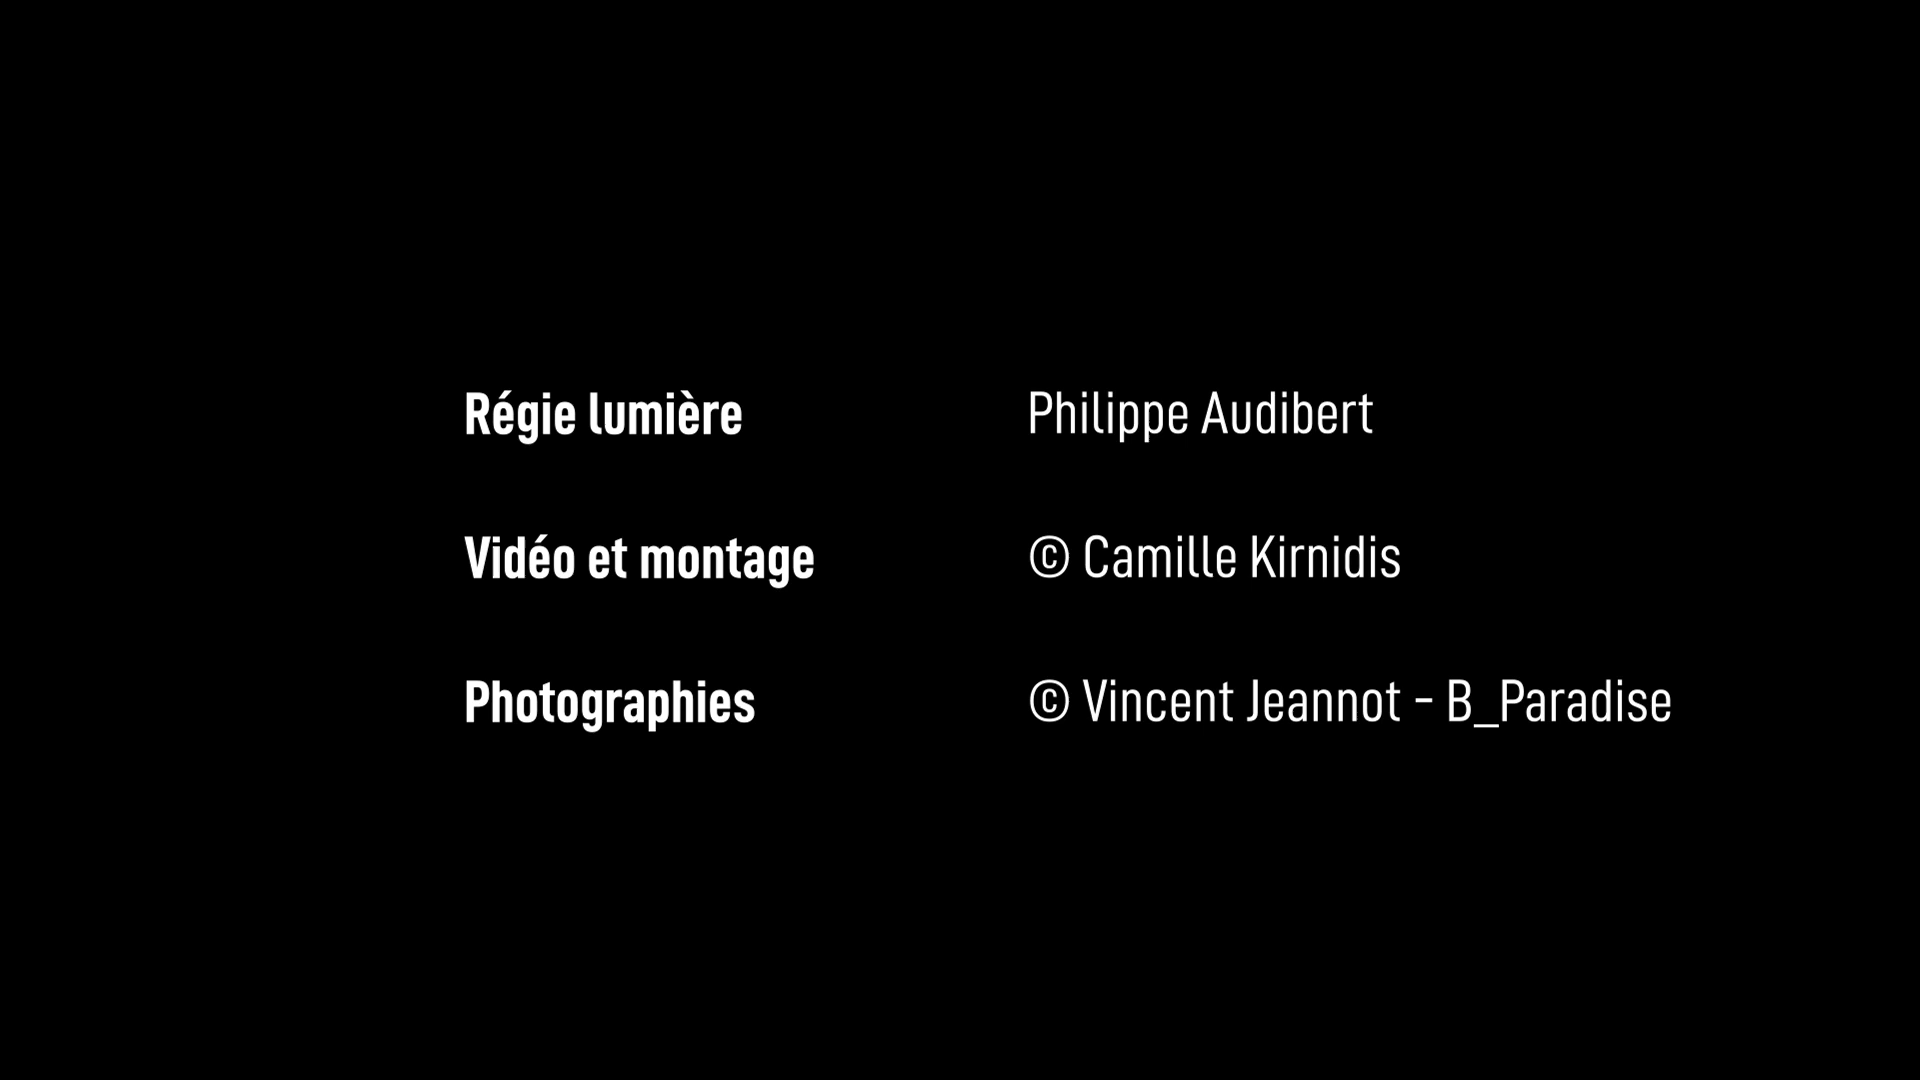 Régie lumière Philippe Audibert
Vidéo et montage © Camille Kirnidis
Photographies © Vincent Jeannot - B_Paradise